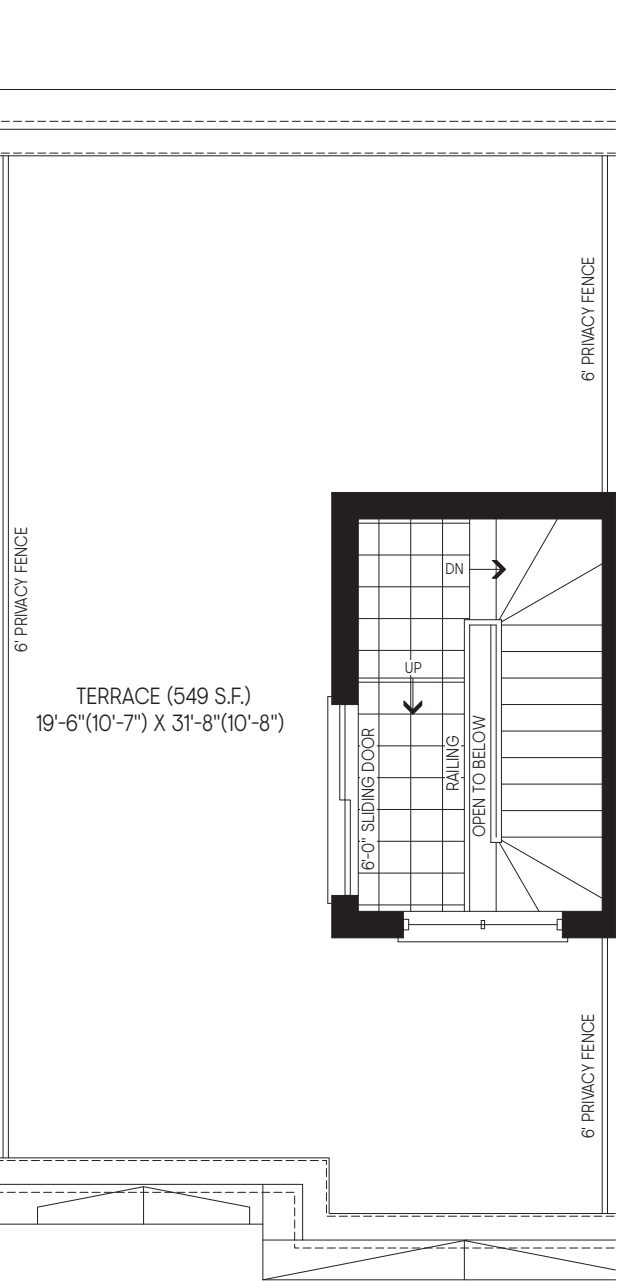 6' PRIVACY FENCE
6' PRIVACY FENCE
DN
UP
TERRACE (549 S.F.)
19'-6"(10'-7") X 31'-8"(10'-8")
6'-0" SLIDING DOOR
RAILING
OPEN TO BELOW
6' PRIVACY FENCE